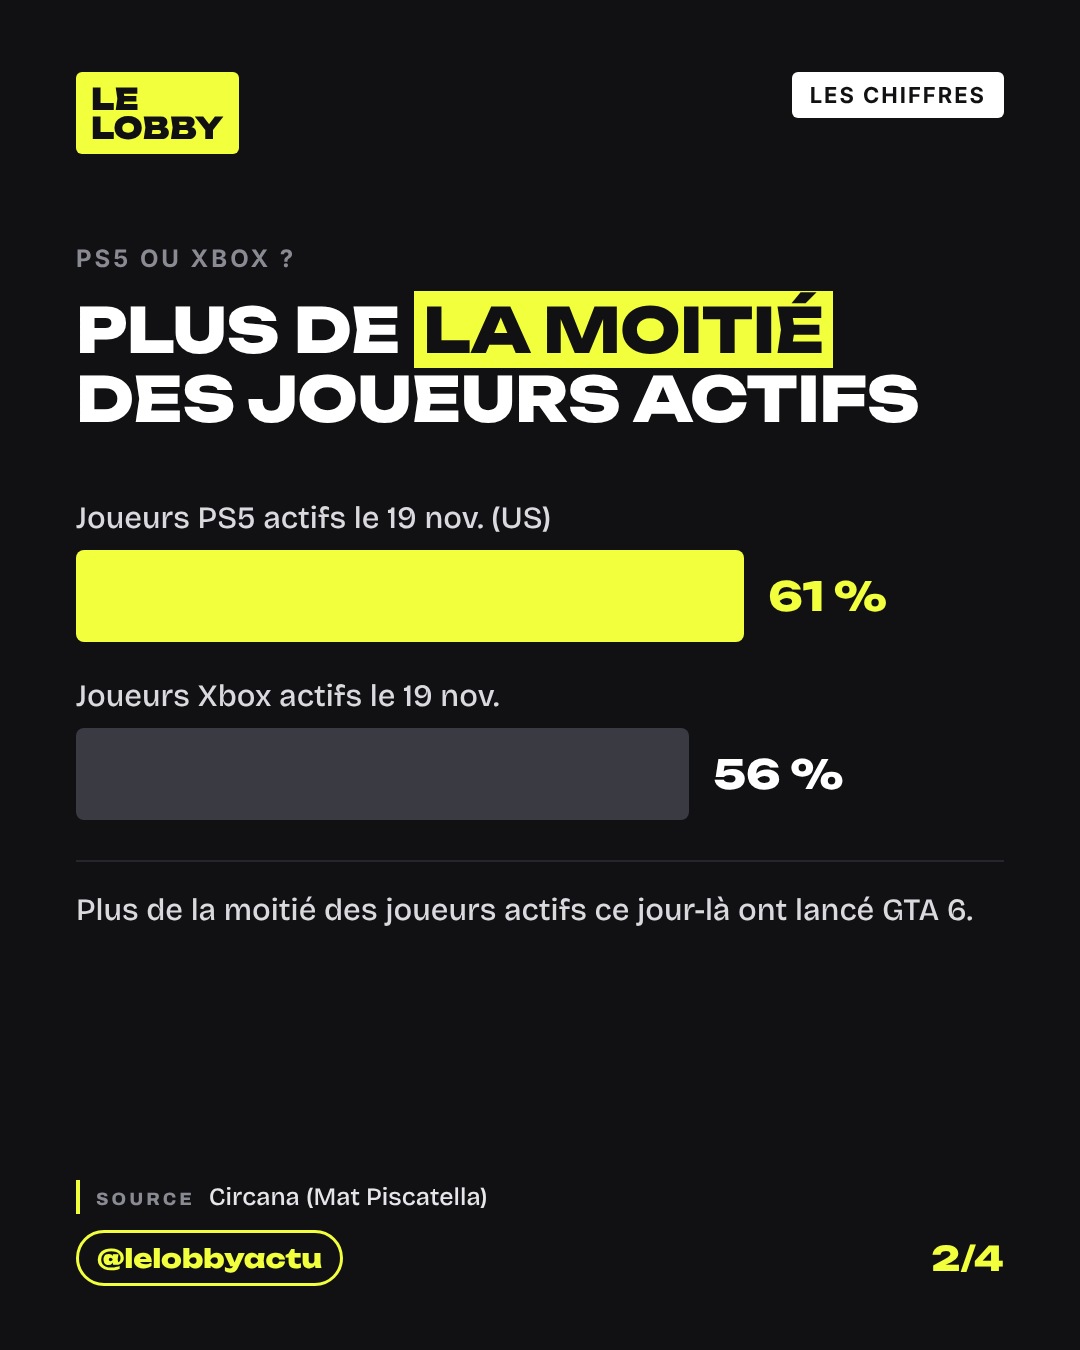 LE
LOBBY
LES CHIFFRES
PS5 OU XBOX ?
PLUS DE LA MOITIÉ
DES JOUEURS ACTIFS
Joueurs PS5 actifs le 19 nov. (US)
61 %
Joueurs Xbox actifs le 19 nov.
56 %
Plus de la moitié des joueurs actifs ce jour-là ont lancé GTA 6.
SOURCE Circana (Mat Piscatella)
@lelobbyactu
2/4